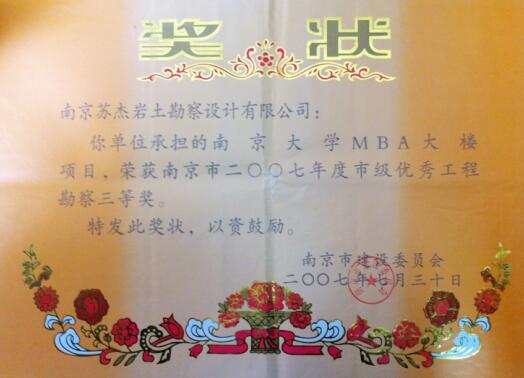 奖状
南京苏杰岩土勘察设计有限公司：
你单位承担的南京大学MBA大楼
项目，荣获南京市二〇〇七年度市级优秀工程
勘察三等奖。
特发此奖状，以资鼓励。
南京市建设委员会
二〇〇七年七月三十日